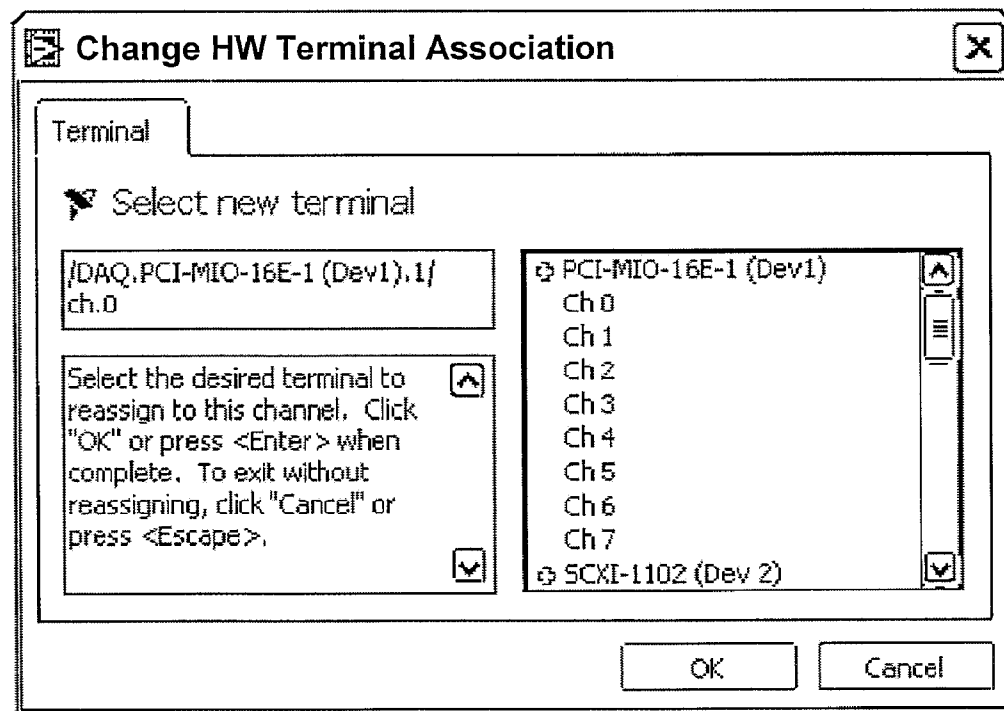 Change HW Terminal Association
Terminal
Select new terminal
/DAQ.PCI-MIO-16E-1 (Dev1).1/
ch.0
Select the desired terminal to
reassign to this channel. Click
"OK" or press <Enter> when
complete. To exit without
reassigning, click "Cancel" or
press <Escape>.
PCI-MIO-16E-1 (Dev1)
Ch 0
Ch 1
Ch 2
Ch 3
Ch 4
Ch 5
Ch 6
Ch 7
SCXI-1102 (Dev 2)
OK
Cancel